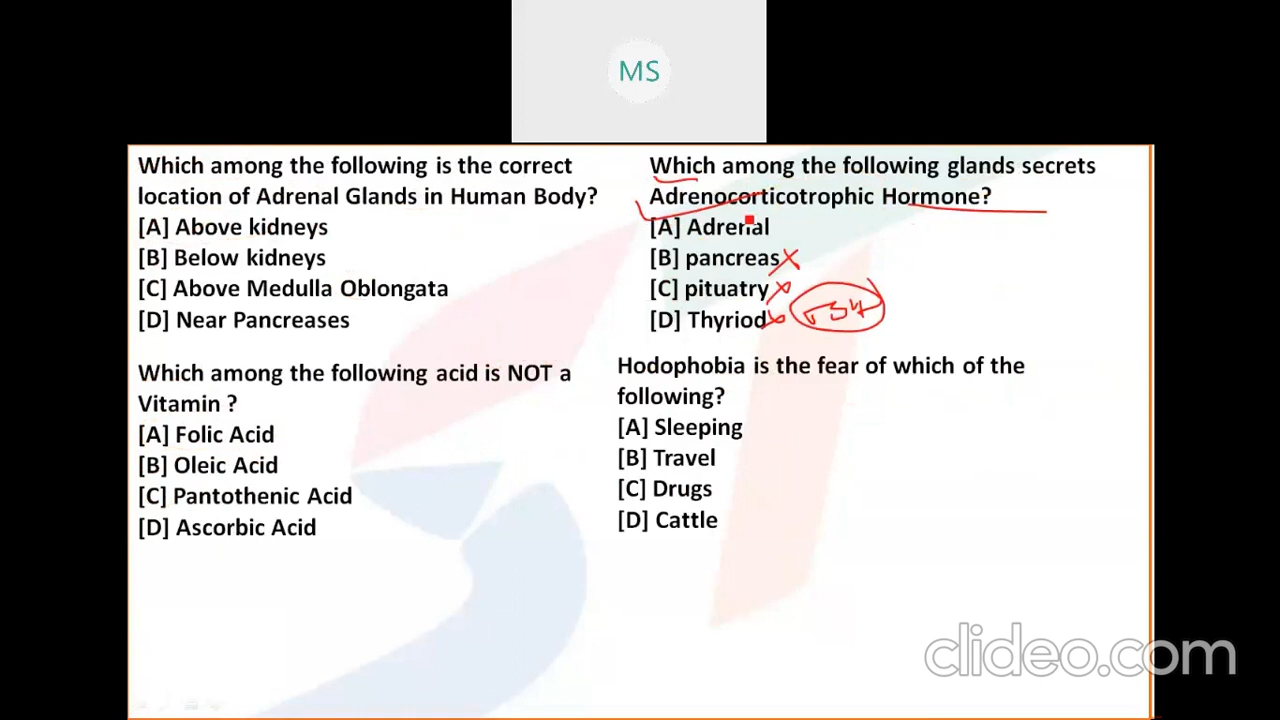 MS
Which among the following is the correct
location of Adrenal Glands in Human Body?
[A] Above kidneys
[B] Below kidneys
[C] Above Medulla Oblongata
[D] Near Pancreases
Which among the following glands secrets
Adrenocorticotrophic Hormone?
[A] Adrenal
[B] pancreas
[C] pituatry
[D] Thyriod
Which among the following acid is NOT a
Vitamin ?
[A] Folic Acid
[B] Oleic Acid
[C] Pantothenic Acid
[D] Ascorbic Acid
Hodophobia is the fear of which of the
following?
[A] Sleeping
[B] Travel
[C] Drugs
[D] Cattle
clideo.com